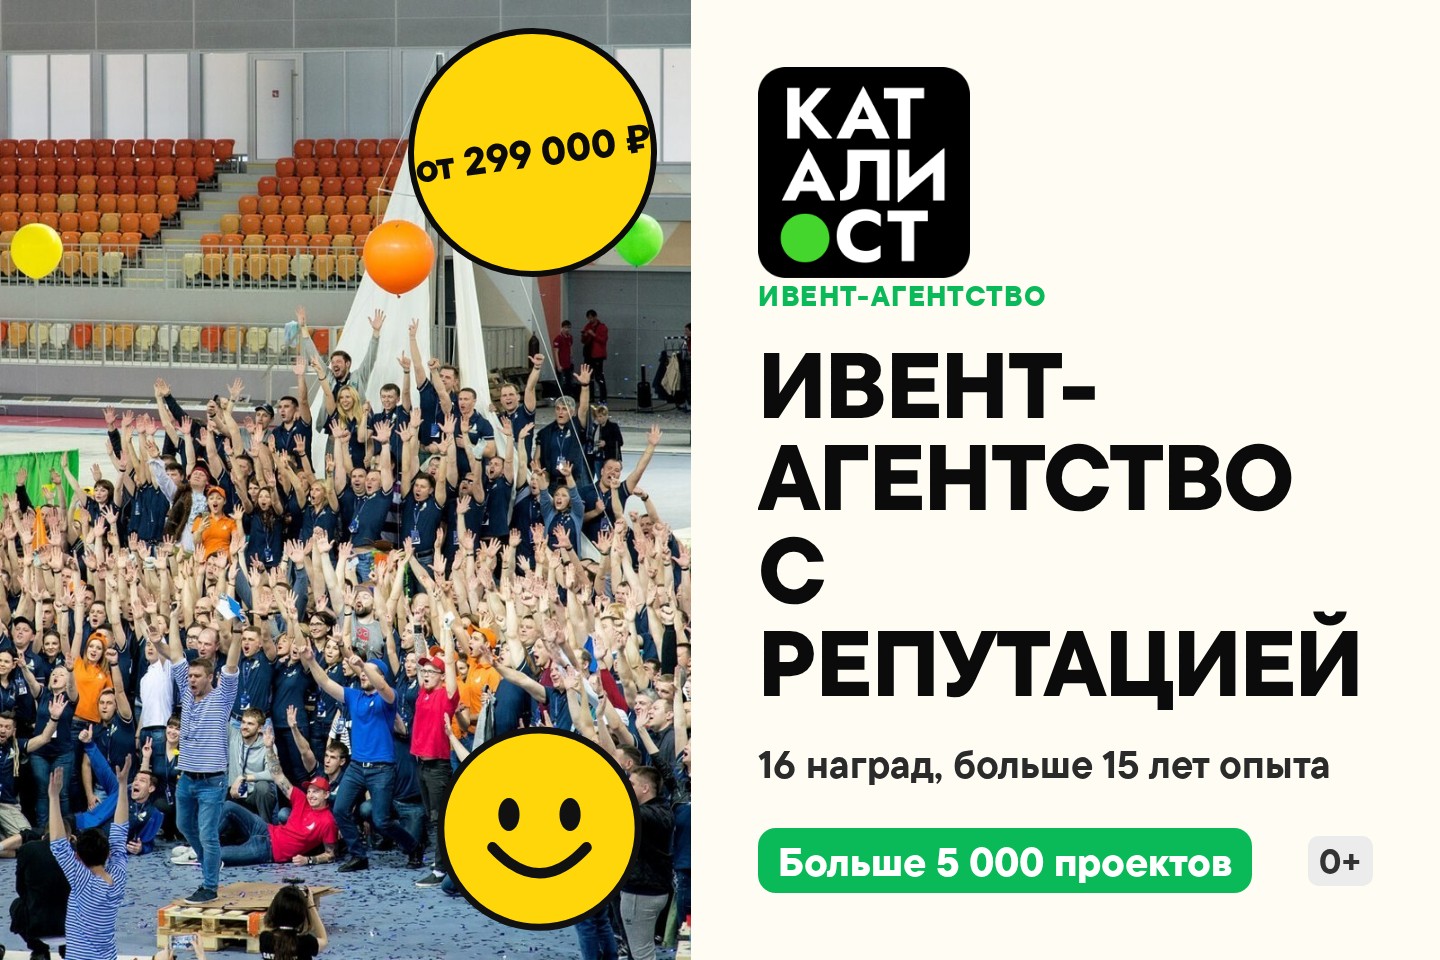 от 299 000 ₽
КАТ
АЛИ
СТ
ИВЕНТ-АГЕНТСТВО
ИВЕНТ-
АГЕНТСТВО
С
РЕПУТАЦИЕЙ
16 наград, больше 15 лет опыта
Больше 5 000 проектов
0+